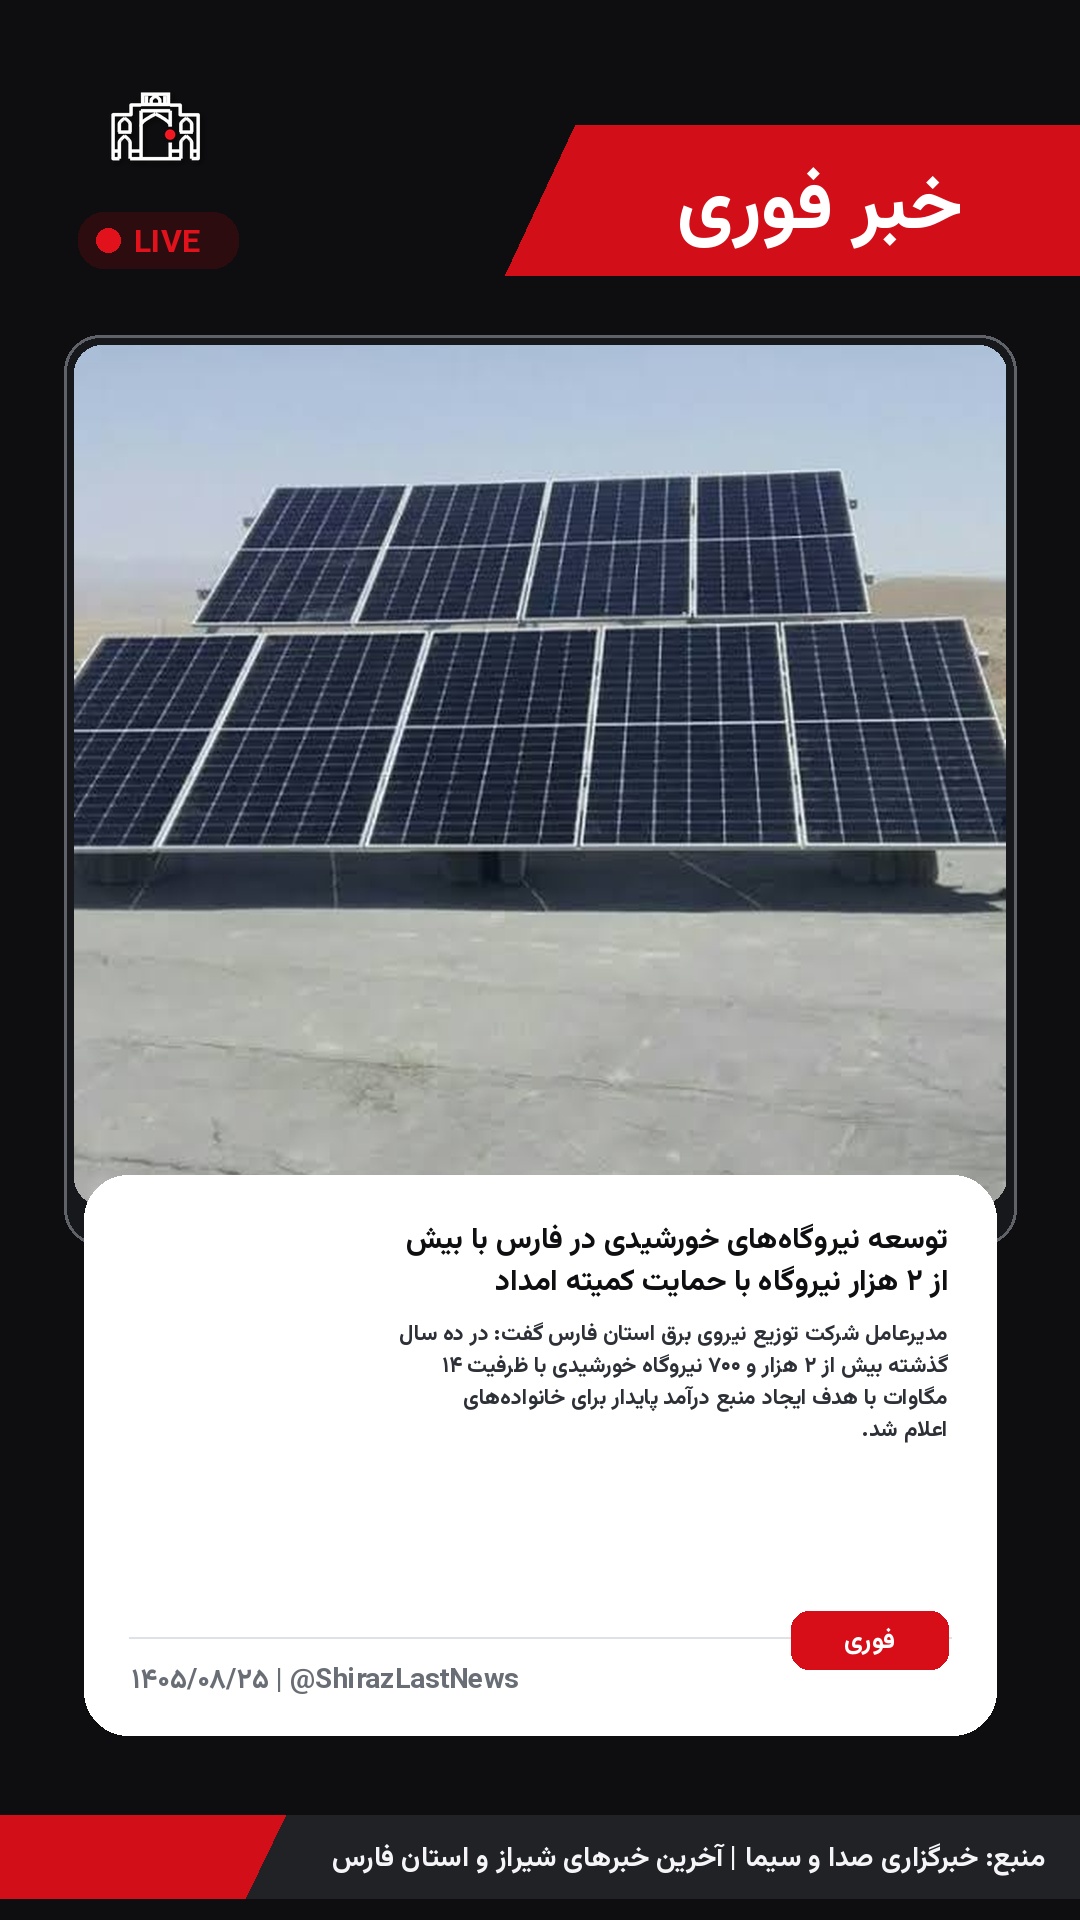 خبر فوری
LIVE
توسعه نیروگاه‌های خورشیدی در فارس با بیش
از ۲ هزار نیروگاه با حمایت کمیته امداد
مدیرعامل شرکت توزیع نیروی برق استان فارس گفت: در ده سال
گذشته بیش از ۲ هزار و ۷۰۰ نیروگاه خورشیدی با ظرفیت ۱۴
مگاوات با هدف ایجاد منبع درآمد پایدار برای خانواده‌های
اعلام شد.
فوری
۱۴۰۵/۰۸/۲۵ | @ShirazLastNews
منبع: خبرگزاری صدا و سیما | آخرین خبرهای شیراز و استان فارس